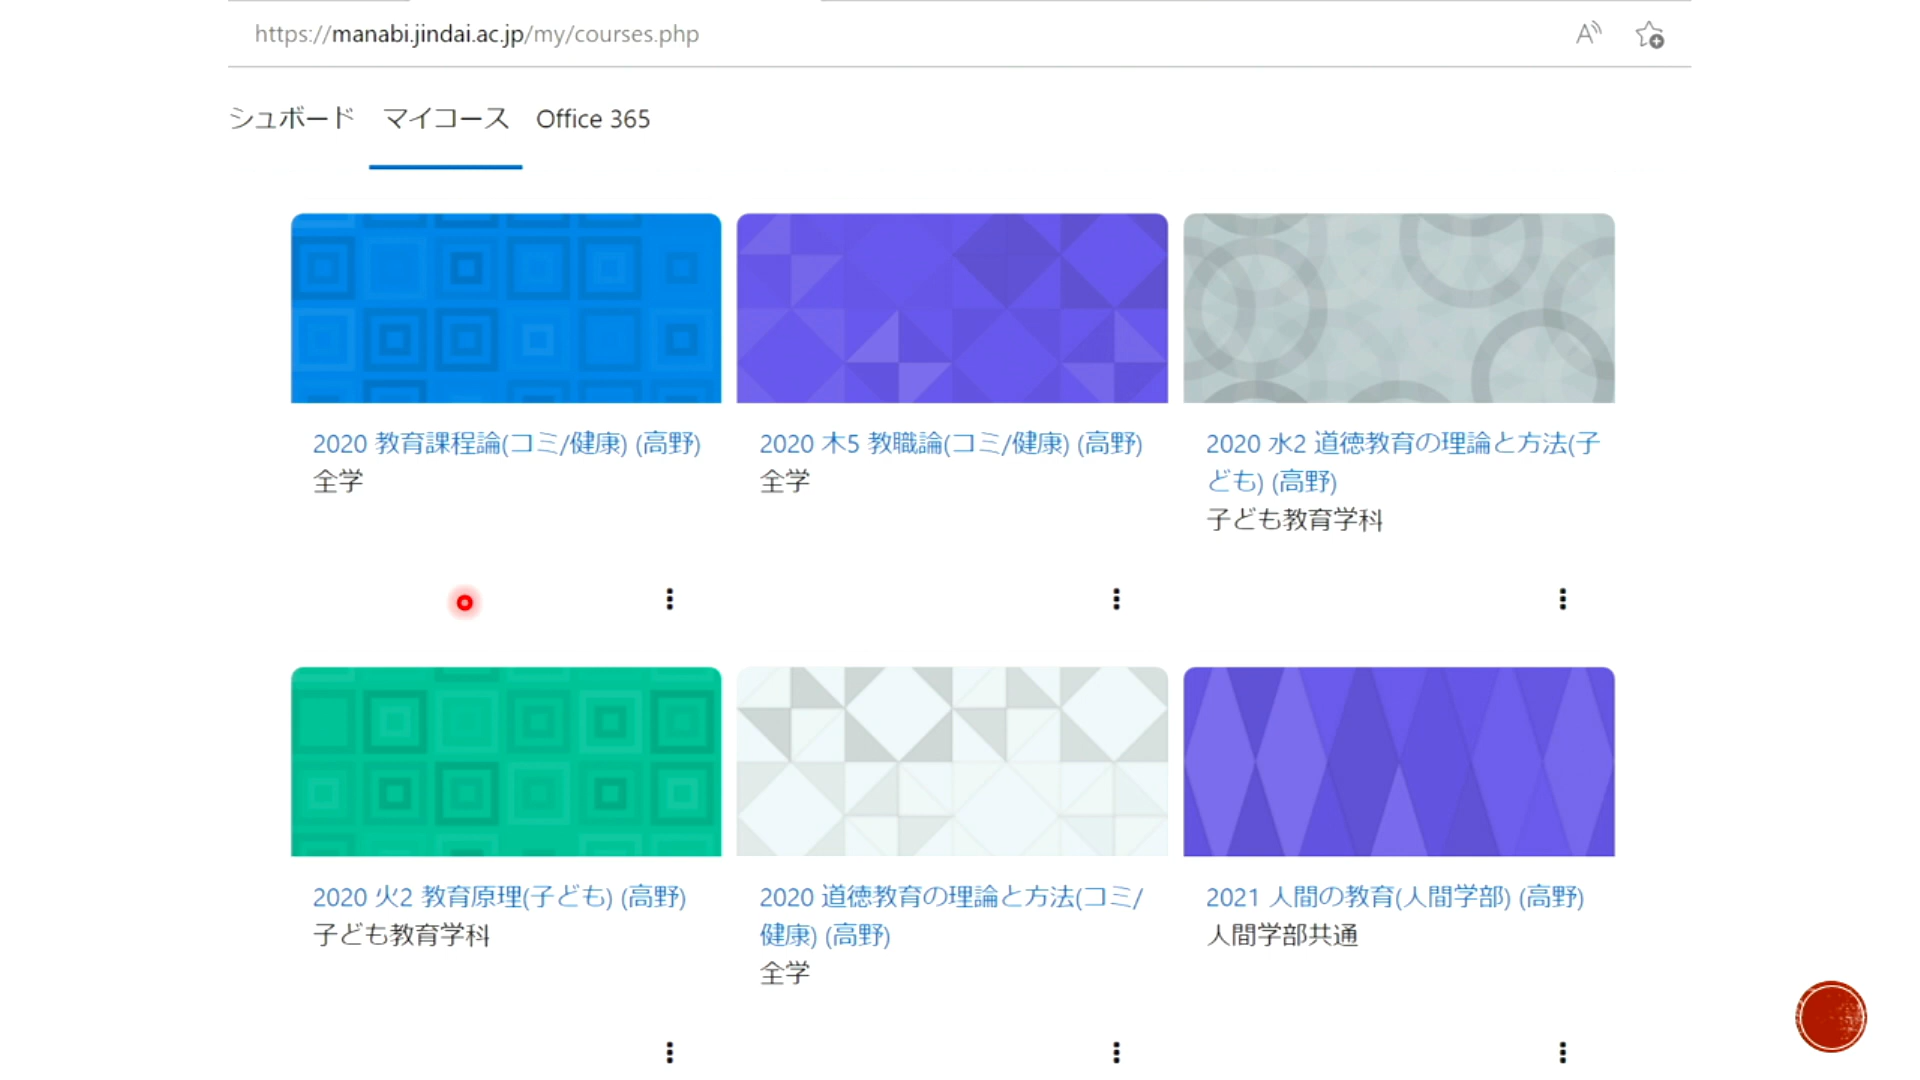 https://manabi.jindai.ac.jp/my/courses.php
シュボード マイコース Office 365
2020 教育課程論(コミ/健康) (高野)
全学
2020 木5 教職論(コミ/健康) (高野)
全学
2020 水2 道徳教育の理論と方法(子
ども) (高野)
子ども教育学科
2020 火2 教育原理(子ども) (高野)
子ども教育学科
2020 道徳教育の理論と方法(コミ/
健康) (高野)
全学
2021 人間の教育(人間学部) (高野)
人間学部共通